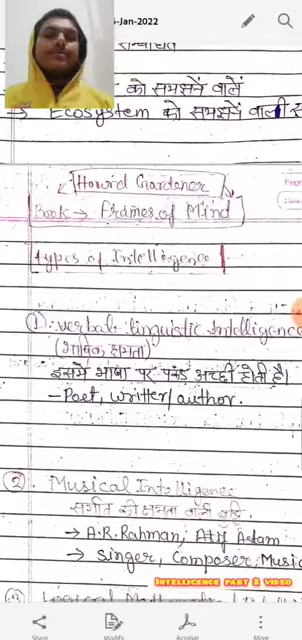 -Jan-2022
को समझनें वालें
→ Ecosystem को समझनें वाली
Howrd Gardener
Book → Frames of Mind
Types of Intelligence
① :- verbal linguistic Intelligence
(भाषिक क्षमता)
इसमें भाषा पर पकड़ अच्छी होती है।
- Poet, writer/author.
② . Musical Intelligence
संगीत की क्षमता वाली बुद्धि.
→ A.R. Rahman, Atif Aslam
→ singer, Composer, Music
INTELLIGENCE PART 2 VIDEO
Share
Modify
Acrobat
More